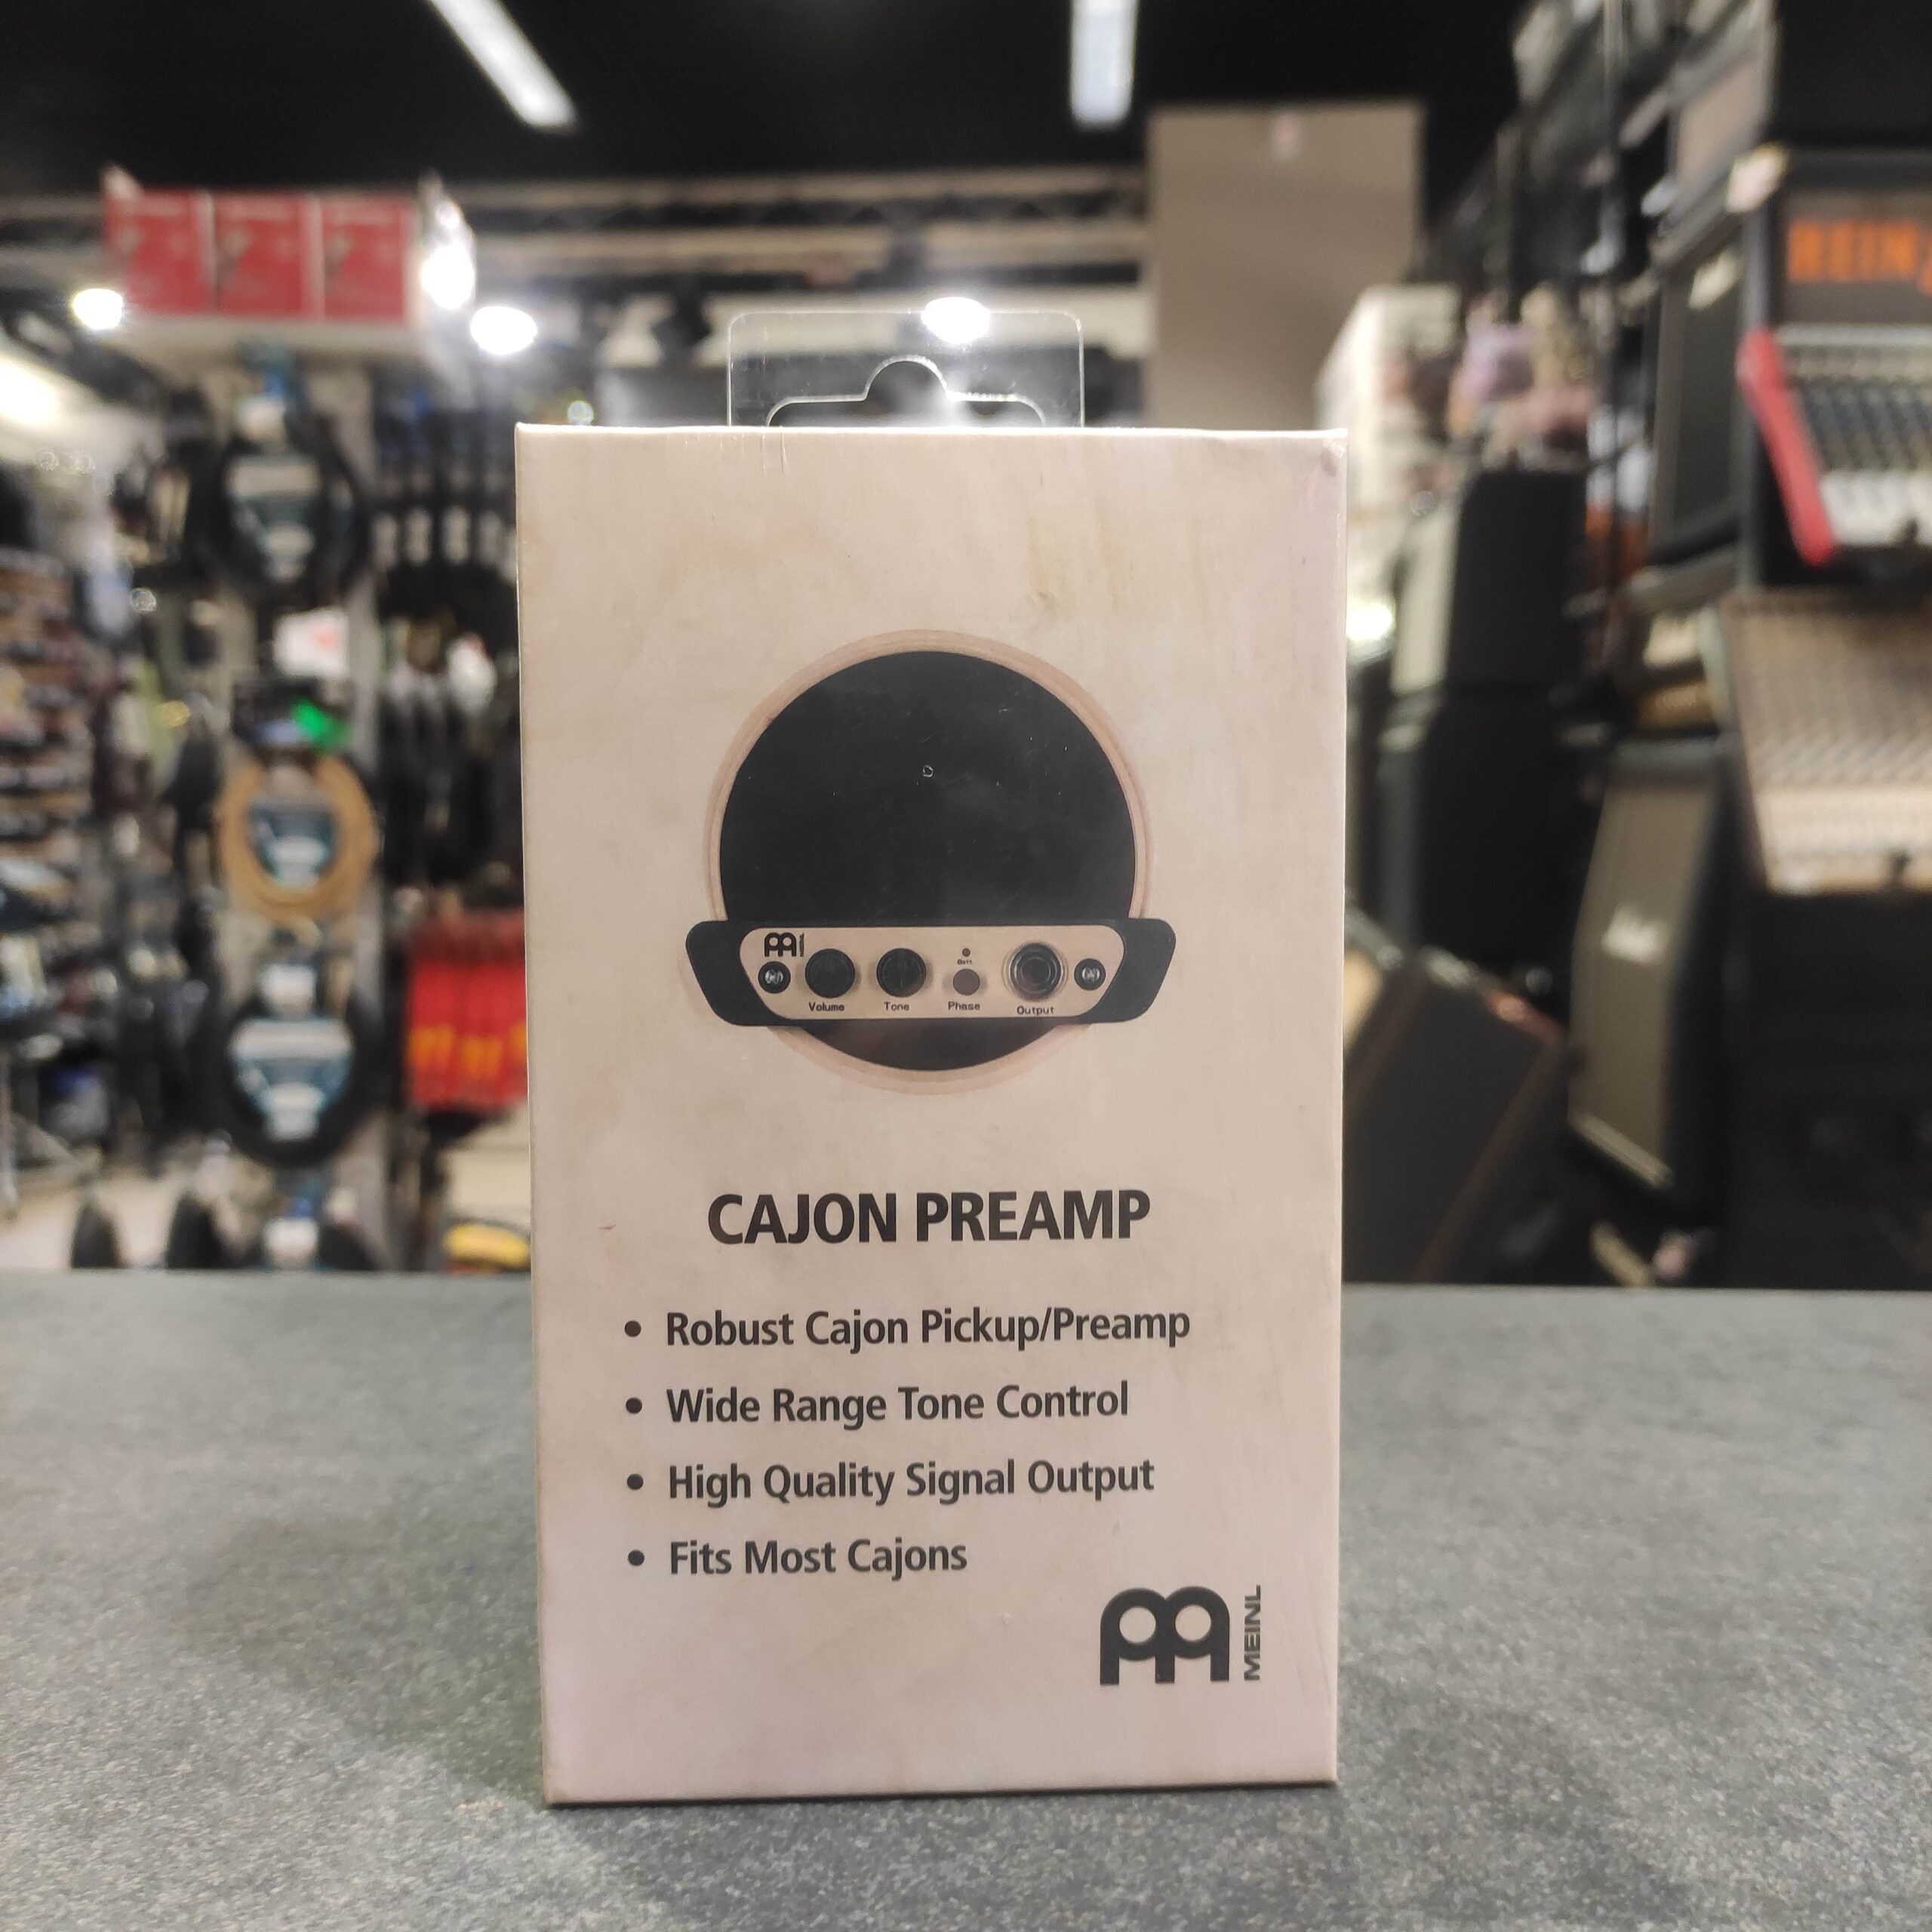 Volume
Tone
Batt.
Phase
Output
CAJON PREAMP
• Robust Cajon Pickup/Preamp
• Wide Range Tone Control
• High Quality Signal Output
• Fits Most Cajons
MEINL